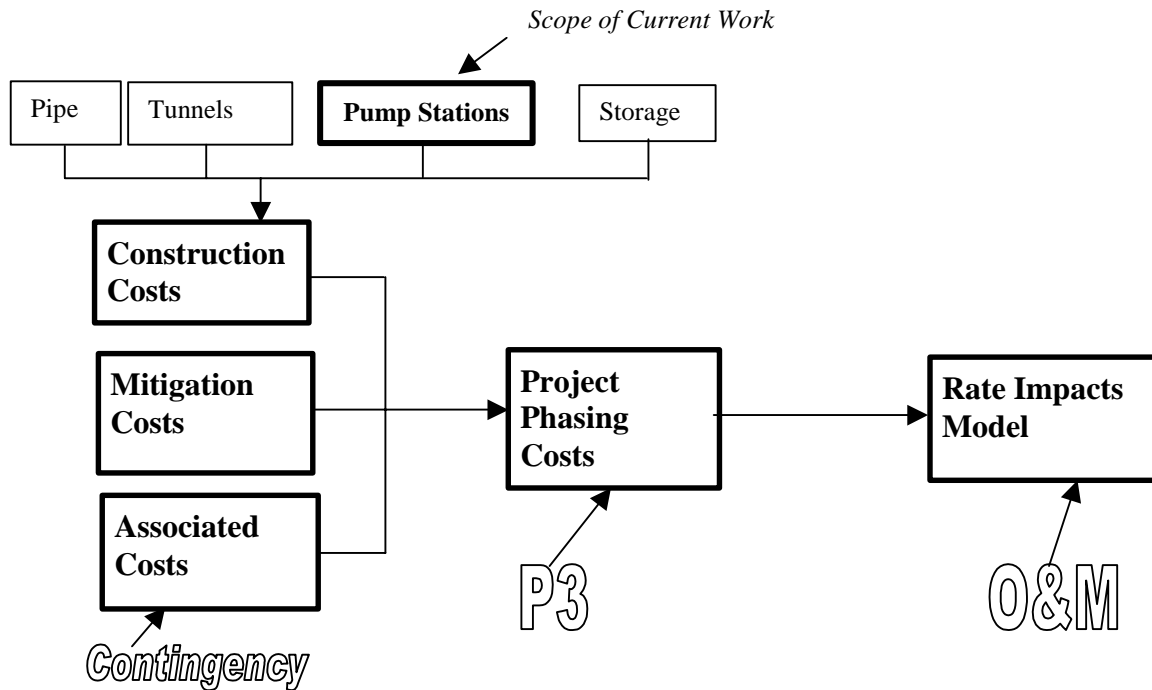 Scope of Current Work
Pipe
Tunnels
Pump Stations
Storage
Construction
Costs
Mitigation
Costs
Project
Phasing
Costs
Rate Impacts
Model
Associated
Costs
P3
O&M
Contingency